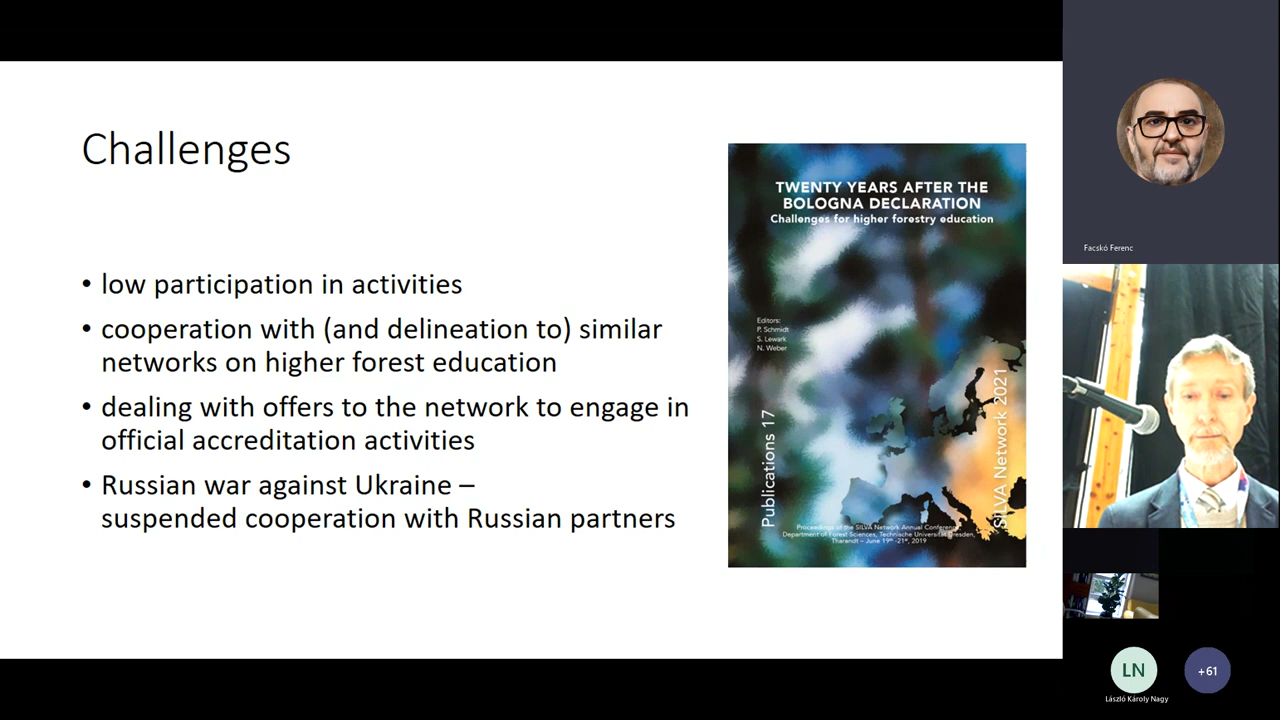 Challenges
• low participation in activities
• cooperation with (and delineation to) similar
networks on higher forest education
• dealing with offers to the network to engage in
official accreditation activities
• Russian war against Ukraine –
suspended cooperation with Russian partners
TWENTY YEARS AFTER THE
BOLOGNA DECLARATION
Challenges for higher forestry education
Editors:
P. Schmidt
S. Lewark
N. Weber
Publications 17
SILVA Network 2021
Proceedings of the SILVA Network Annual Conference,
Department of Forest Sciences, Technische Universität Dresden,
Tharandt – June 19th -21st, 2019
Facskó Ferenc
LN
László Károly Nagy
+61